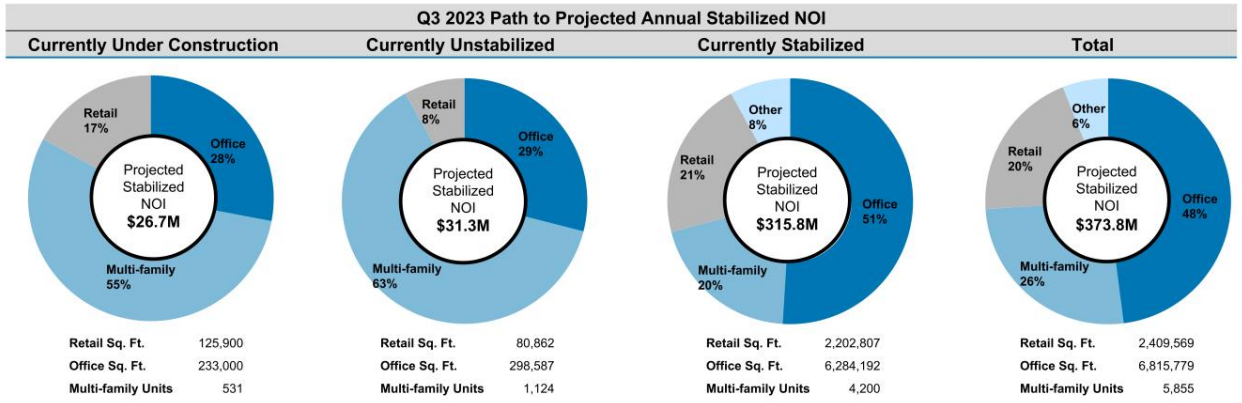 Q3 2023 Path to Projected Annual Stabilized NOI
Currently Under Construction
Currently Unstabilized
Currently Stabilized
Total
Retail
17%
Office
28%
Projected
Stabilized
NOI
$26.7M
Multi-family
55%
Retail Sq. Ft. 125,900
Office Sq. Ft. 233,000
Multi-family Units 531
Retail
8%
Office
29%
Projected
Stabilized
NOI
$31.3M
Multi-family
63%
Retail Sq. Ft. 80,862
Office Sq. Ft. 298,587
Multi-family Units 1,124
Other
8%
Retail
21%
Projected
Stabilized
NOI
$315.8M
Office
51%
Multi-family
20%
Retail Sq. Ft. 2,202,807
Office Sq. Ft. 6,284,192
Multi-family Units 4,200
Other
6%
Retail
20%
Projected
Stabilized
NOI
$373.8M
Office
48%
Multi-family
26%
Retail Sq. Ft. 2,409,569
Office Sq. Ft. 6,815,779
Multi-family Units 5,855